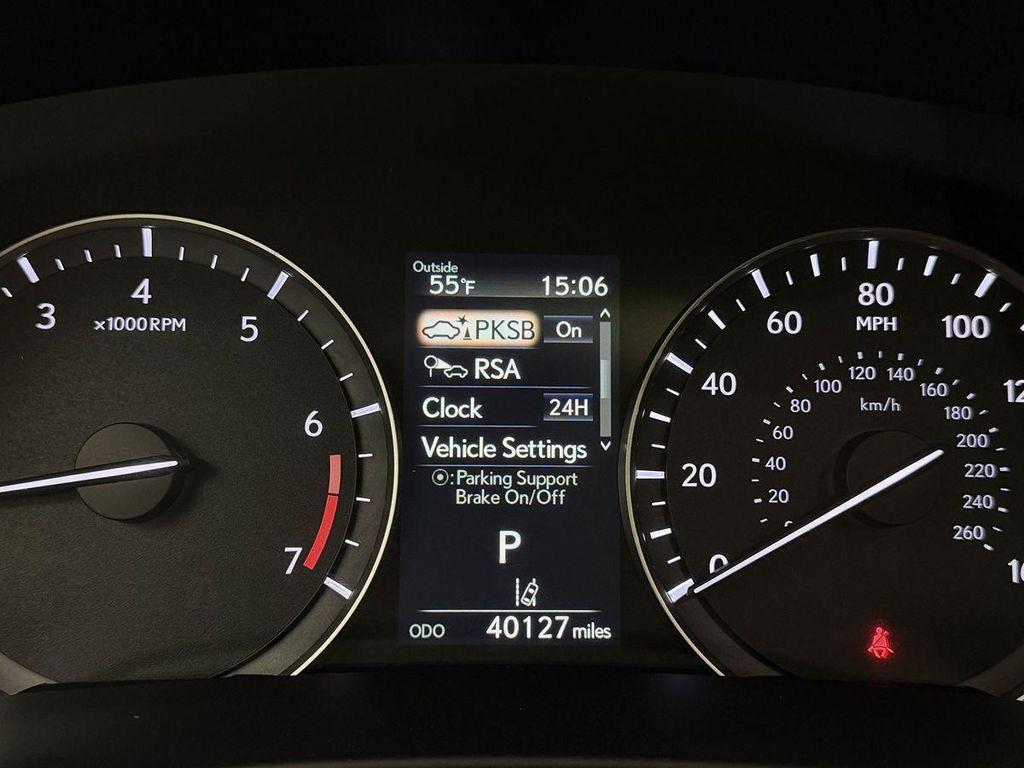 3
4
5
6
7
x1000RPM
Outside
55°F 15:06
PKSB On
RSA
Clock 24H
Vehicle Settings
: Parking Support
Brake On/Off
P
ODO 40127 miles
0
20
40
60
80
100
MPH
20
40
60
80
100
120
140
160
180
200
220
240
260
km/h